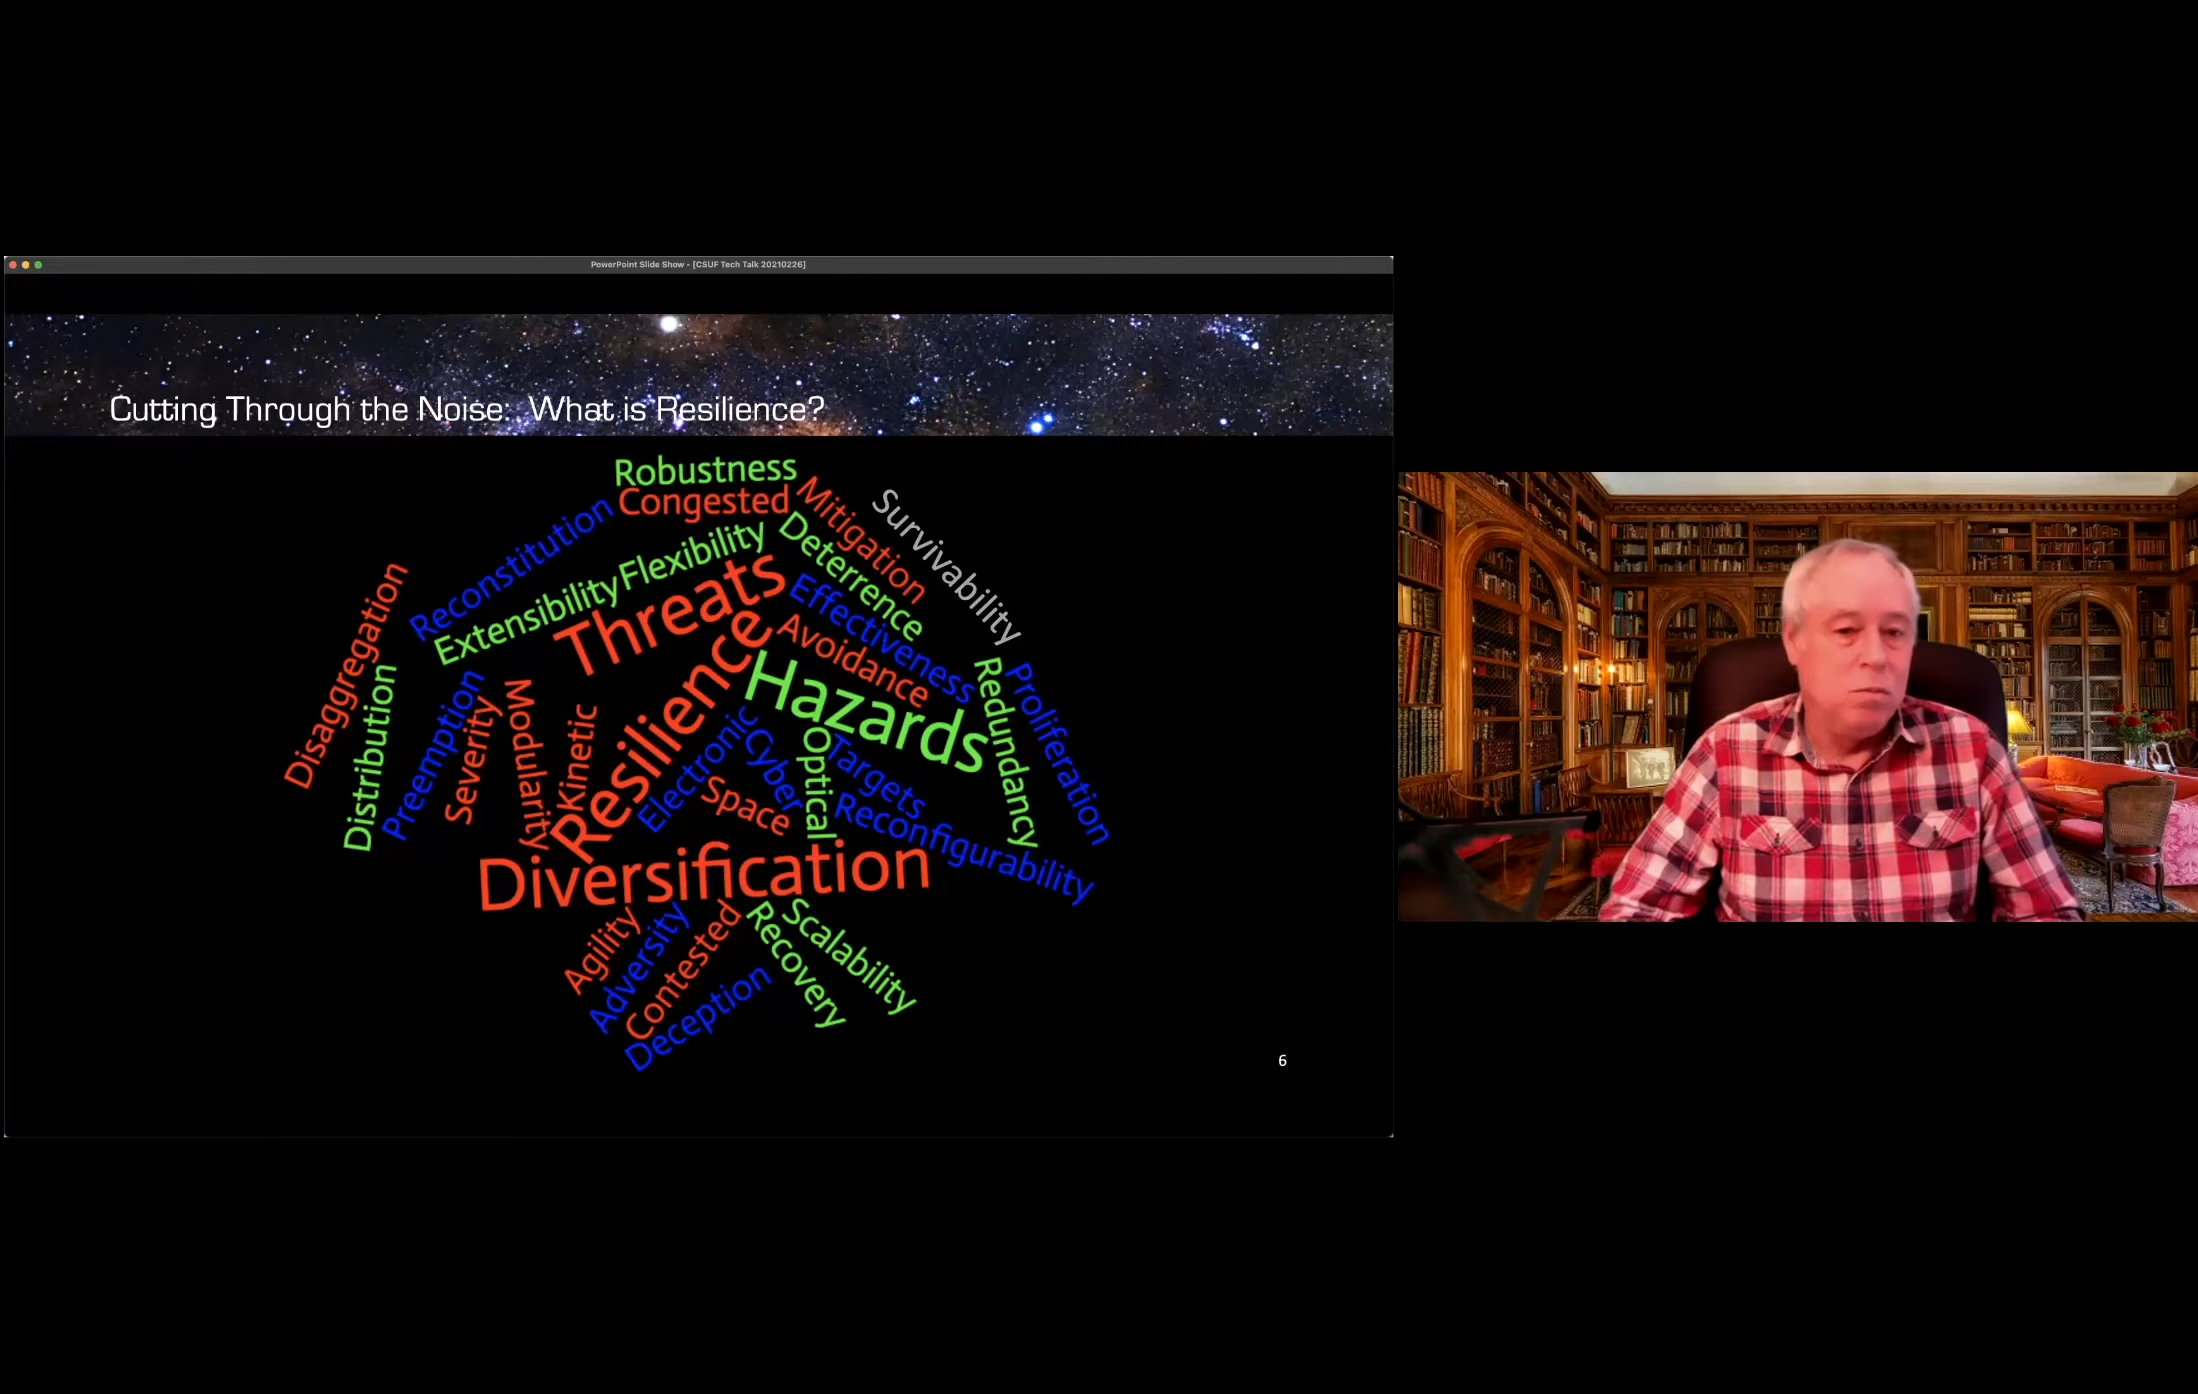 PowerPoint Slide Show - [CSUF Tech Talk 20210226]
Cutting Through the Noise: What is Resilience?
Robustness
Congested
Mitigation
Survivability
Reconstitution
Flexibility
Deterrence
Extensibility
Threats
Effectiveness
Disaggregation
Avoidance
Distribution
Preemption
Severity
Modularity
Kinetic
Resilience
Hazards
Redundancy
Proliferation
Electronic
Cyber
Optical
Targets
Space
Reconfigurability
Diversification
Agility
Adversity
Contested
Deception
Recovery
Scalability
6